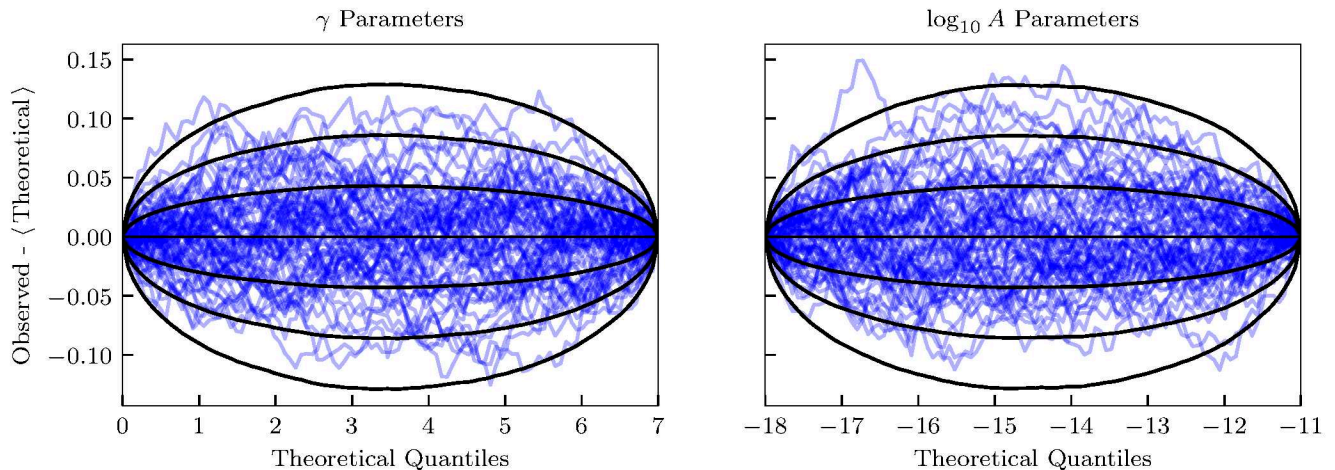 γ Parameters
log₁₀ A Parameters
Observed - ⟨Theoretical⟩
0.15
0.10
0.05
0.00
−0.05
−0.10
0 1 2 3 4 5 6 7
−18 −17 −16 −15 −14 −13 −12 −11
Theoretical Quantiles
Theoretical Quantiles